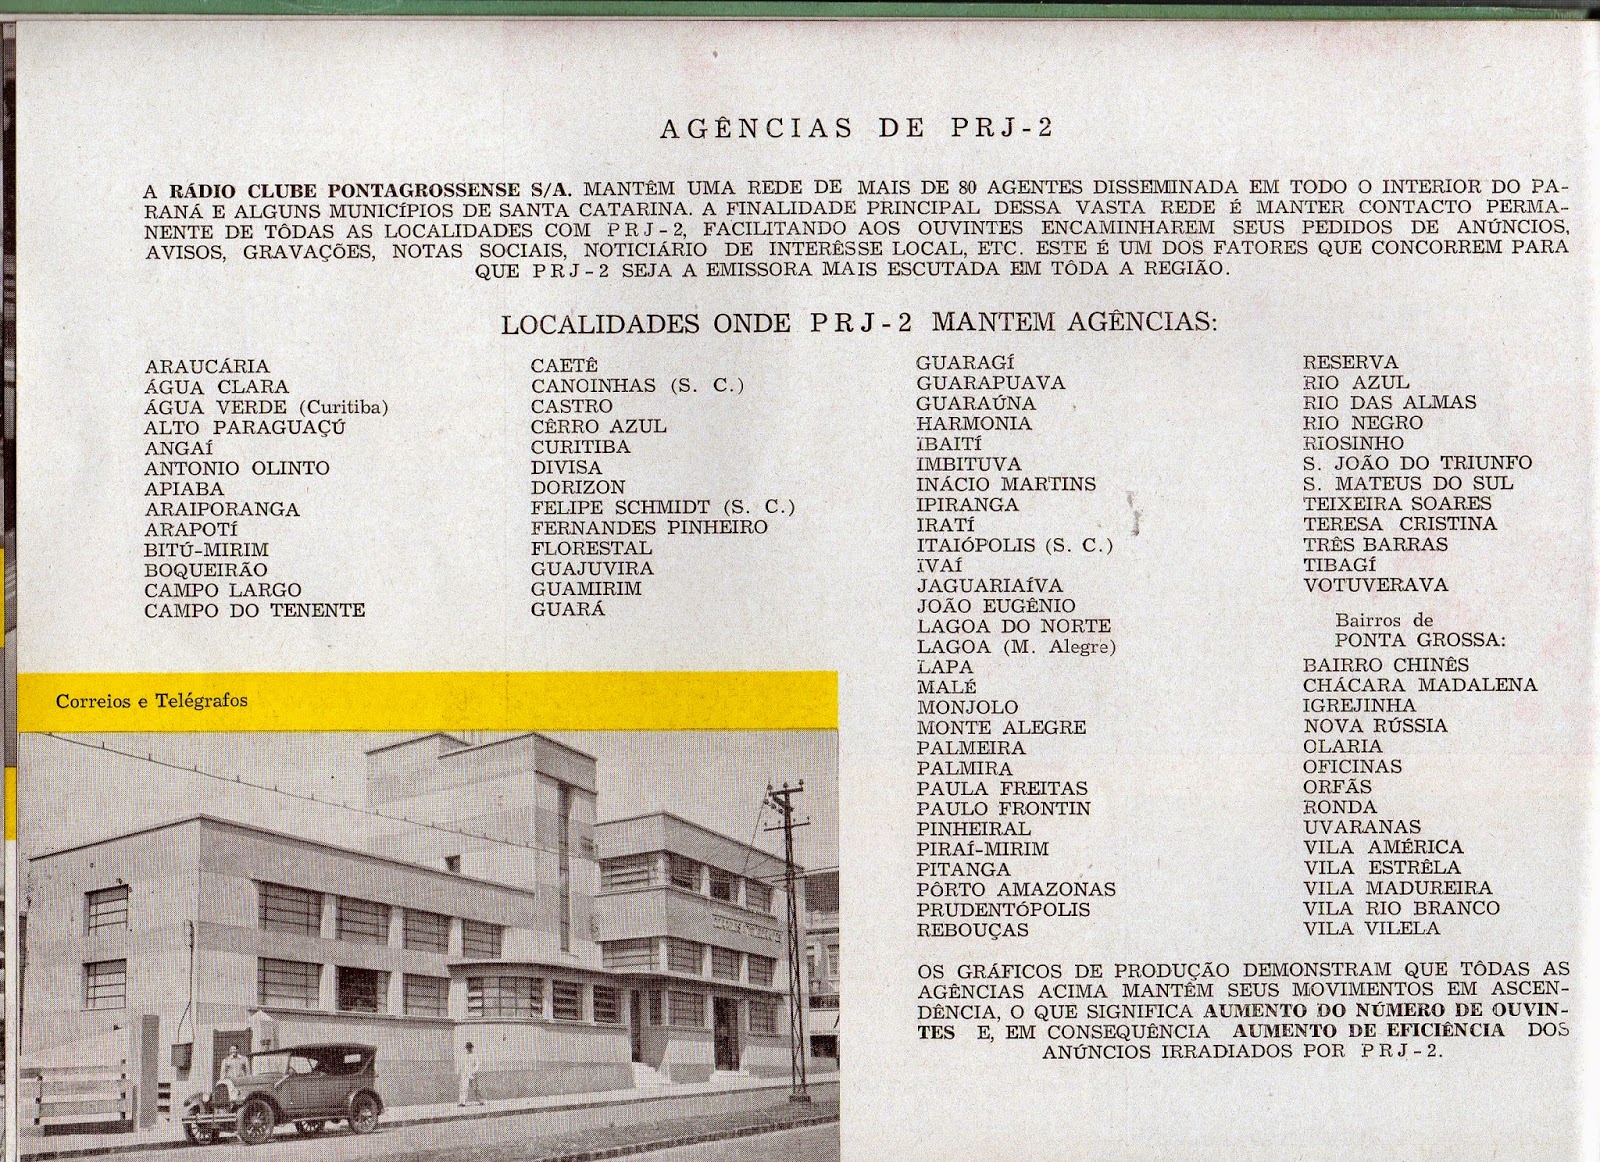 AGÊNCIAS DE PRJ-2
A RÁDIO CLUBE PONTAGROSSENSE S/A. MANTÊM UMA REDE DE MAIS DE 80 AGENTES DISSEMINADA EM TODO O INTERIOR DO PA-
RANÁ E ALGUNS MUNICÍPIOS DE SANTA CATARINA. A FINALIDADE PRINCIPAL DESSA VASTA REDE É MANTER CONTACTO PERMA-
NENTE DE TÔDAS AS LOCALIDADES COM PRJ-2, FACILITANDO AOS OUVINTES ENCAMINHAREM SEUS PEDIDOS DE ANÚNCIOS,
AVISOS, GRAVAÇÕES, NOTAS SOCIAIS, NOTICIÁRIO DE INTERÊSSE LOCAL, ETC. ESTE É UM DOS FATORES QUE CONCORREM PARA
QUE PRJ-2 SEJA A EMISSORA MAIS ESCUTADA EM TÔDA A REGIÃO.
LOCALIDADES ONDE PRJ-2 MANTEM AGÊNCIAS:
ARAUCÁRIA
ÁGUA CLARA
ÁGUA VERDE (Curitiba)
ALTO PARAGUAÇÚ
ANGAÍ
ANTONIO OLINTO
APIABA
ARAIPORANGA
ARAPOTÍ
BITÚ-MIRIM
BOQUEIRÃO
CAMPO LARGO
CAMPO DO TENENTE
CAETÊ
CANOINHAS (S. C.)
CASTRO
CÊRRO AZUL
CURITIBA
DIVISA
DORIZON
FELIPE SCHMIDT (S. C.)
FERNANDES PINHEIRO
FLORESTAL
GUAJUVIRA
GUAMIRIM
GUARÁ
GUARAGÍ
GUARAPUAVA
GUARAÚNA
HARMONIA
IBAITÍ
IMBITUVA
INÁCIO MARTINS
IPIRANGA
IRATÍ
ITAIÓPOLIS (S. C.)
IVAÍ
JAGUARIAÍVA
JOÃO EUGÊNIO
LAGOA DO NORTE
LAGOA (M. Alegre)
LAPA
MALÉ
MONJOLO
MONTE ALEGRE
PALMEIRA
PALMIRA
PAULA FREITAS
PAULO FRONTIN
PINHEIRAL
PIRAÍ-MIRIM
PITANGA
PÔRTO AMAZONAS
PRUDENTÓPOLIS
REBOUÇAS
RESERVA
RIO AZUL
RIO DAS ALMAS
RIO NEGRO
RIOSINHO
S. JOÃO DO TRIUNFO
S. MATEUS DO SUL
TEIXEIRA SOARES
TERESA CRISTINA
TRÊS BARRAS
TIBAGÍ
VOTUVERAVA
Bairros de
PONTA GROSSA:
BAIRRO CHINÊS
CHÁCARA MADALENA
IGREJINHA
NOVA RÚSSIA
OLARIA
OFICINAS
ORFÃS
RONDA
UVARANAS
VILA AMÉRICA
VILA ESTRÊLA
VILA MADUREIRA
VILA RIO BRANCO
VILA VILELA
OS GRÁFICOS DE PRODUÇÃO DEMONSTRAM QUE TÔDAS AS
AGÊNCIAS ACIMA MANTÊM SEUS MOVIMENTOS EM ASCEN-
DÊNCIA, O QUE SIGNIFICA AUMENTO DO NÚMERO DE OUVIN-
TES E, EM CONSEQUÊNCIA AUMENTO DE EFICIÊNCIA DOS
ANÚNCIOS IRRADIADOS POR PRJ-2.
Correios e Telégrafos